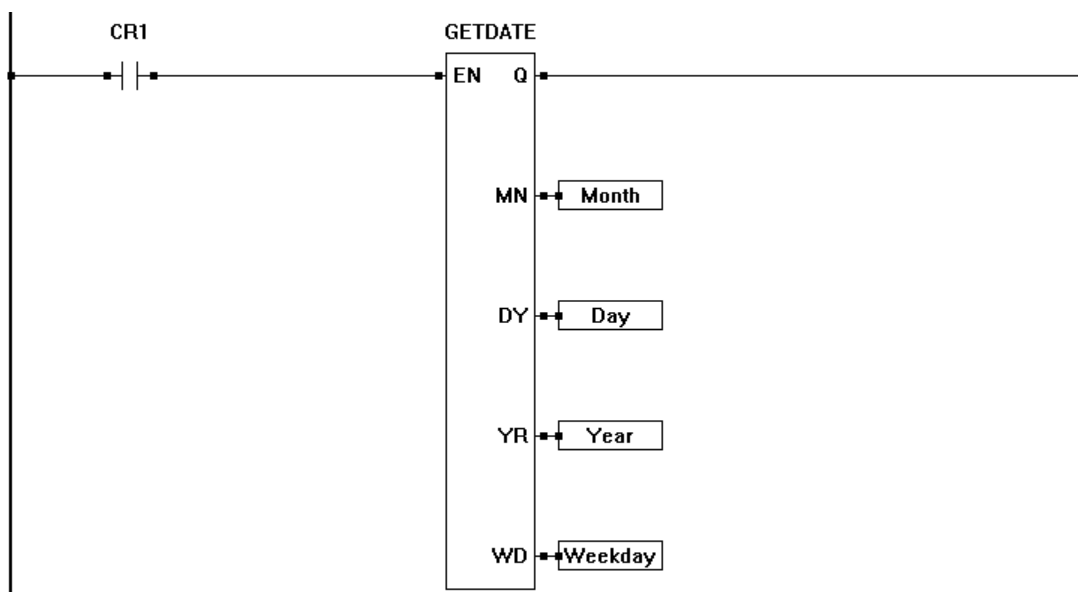 CR1 GETDATE
EN Q
MN Month
DY Day
YR Year
WD Weekday